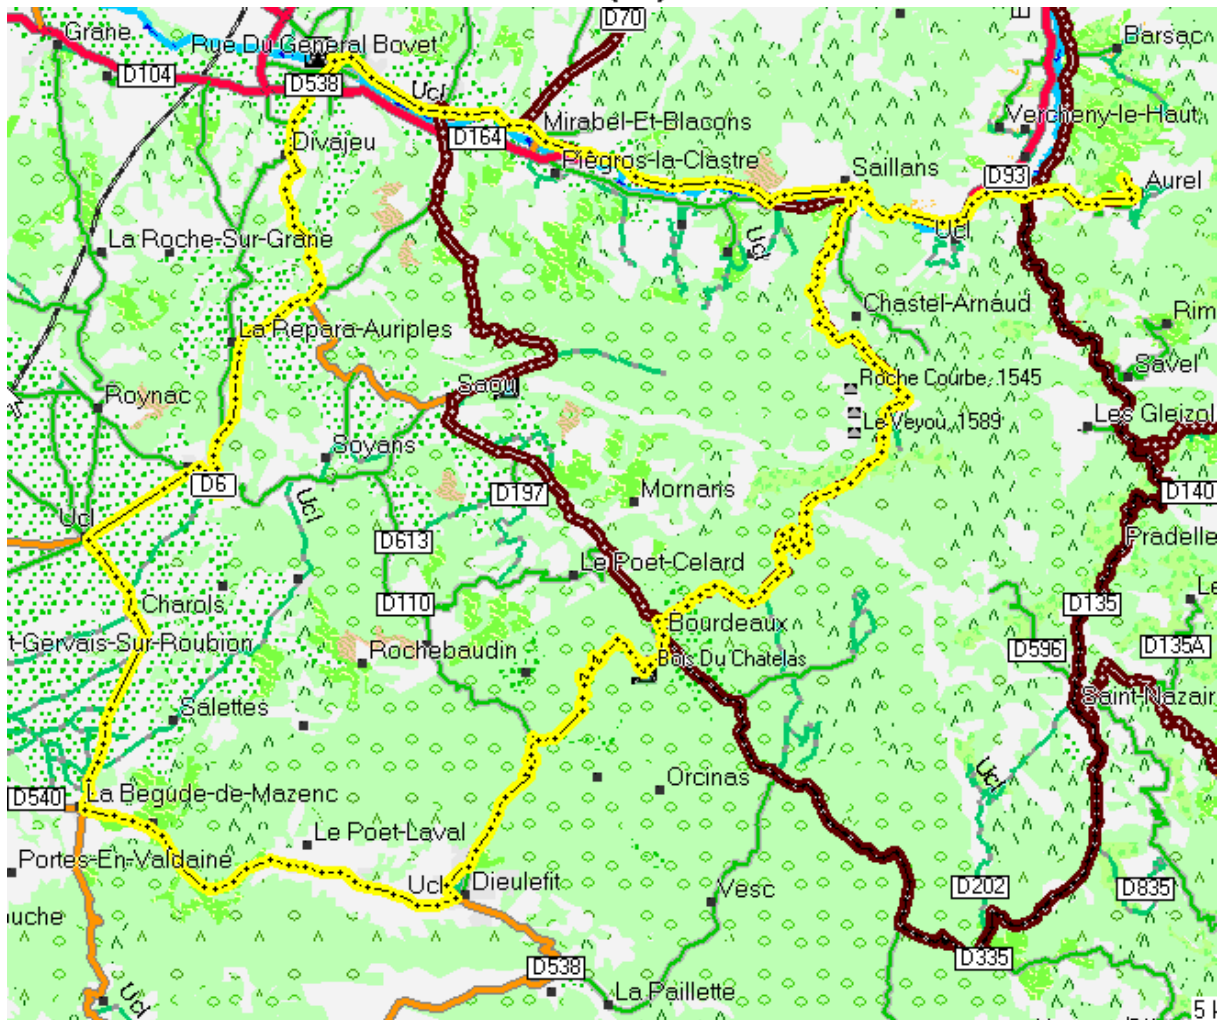 D70
Grane
Rue Du General Bovet
Barsac
D104
D538
Ucl
Mirabel-Et-Blacons
Vercheny-le-Haut
Divajeu
D164
Piegros-la-Clastre
Saillans
D93
Aurel
La Roche-Sur-Grane
Ucl
Ucl
Chastel-Arnaud
Rim
La Repara-Auriples
Savel
Roynac
Saou
Roche Courbe, 1545
Le Veyou, 1589
Les Gleizol
Soyans
D6
D197
Mornans
D140
Ucl
Ucl
D613
Pradelle
Le Poet-Celard
Charols
D110
D135
Le
Bourdeaux
t-Gervais-Sur-Roubion
Rochebaudin
Bois Du Chatelas
D596
D135A
Salettes
Saint-Nazair
Orcinas
Ucl
D540
La Begude-de-Mazenc
Le Poet-Laval
Portes-En-Valdaine
Ucl
Dieulefit
Vesc
D202
D835
uche
D538
D335
La Paillette
Ucl
5 k